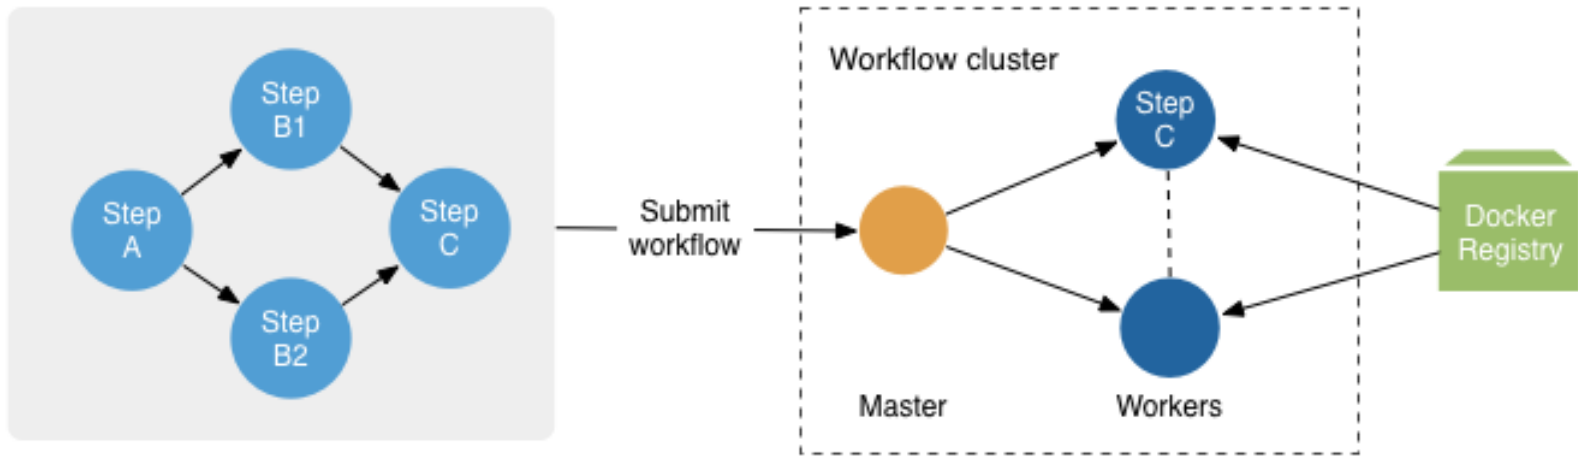 Step
B1
Step
A
Step
C
Step
B2
Submit
workflow
Workflow cluster
Step
C
Master
Workers
Docker
Registry